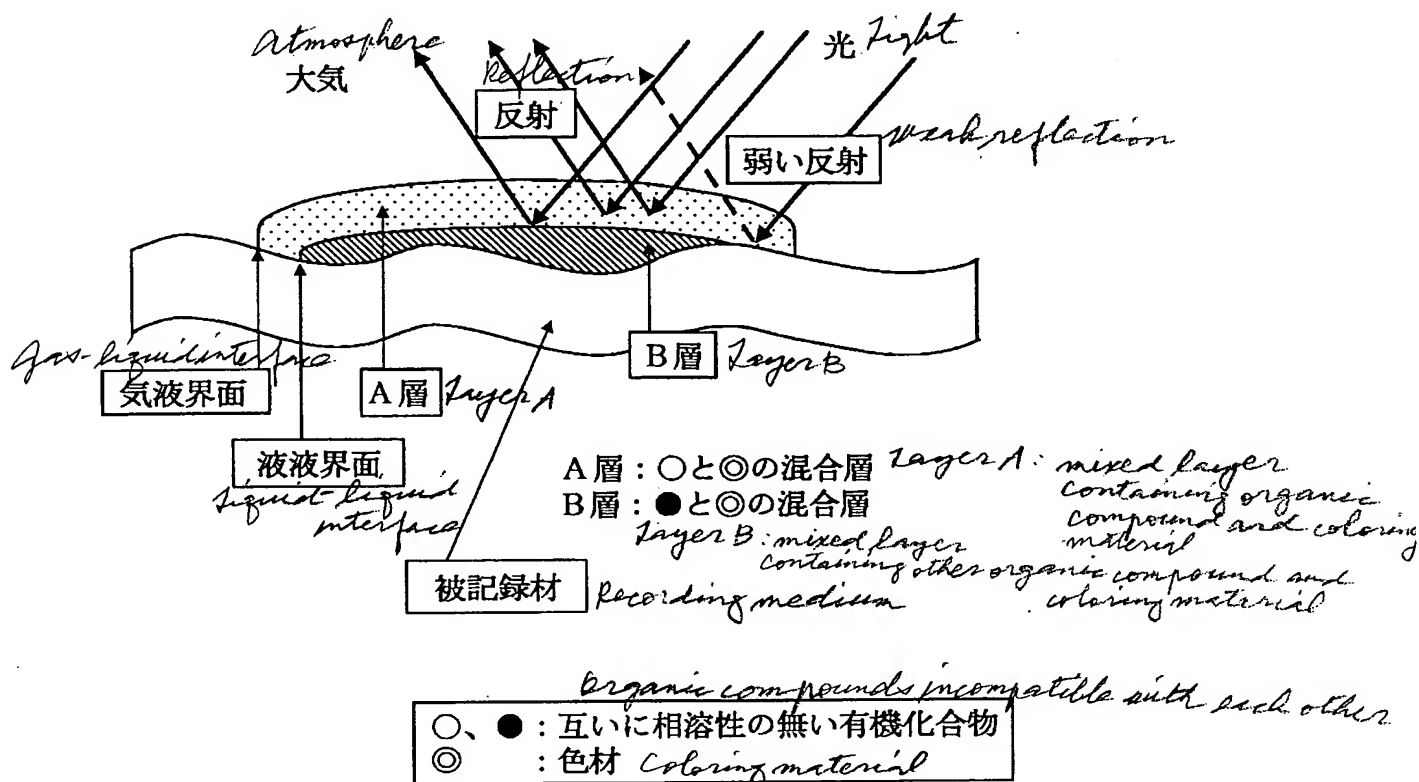 Atmosphere
大気
Reflection
反射
光 Light
Weak reflection
弱い反射
Gas-liquid interface
気液界面
A層 Layer A
B層 Layer B
液液界面
Liquid-liquid
interface
A層：○と◎の混合層 Layer A: mixed layer
containing organic
compound and coloring
material
B層：●と◎の混合層
Layer B: mixed layer
containing other organic compound and
coloring material
被記録材 Recording medium
Organic compounds incompatible with each other
○、●：互いに相溶性の無い有機化合物
◎：色材 Coloring material